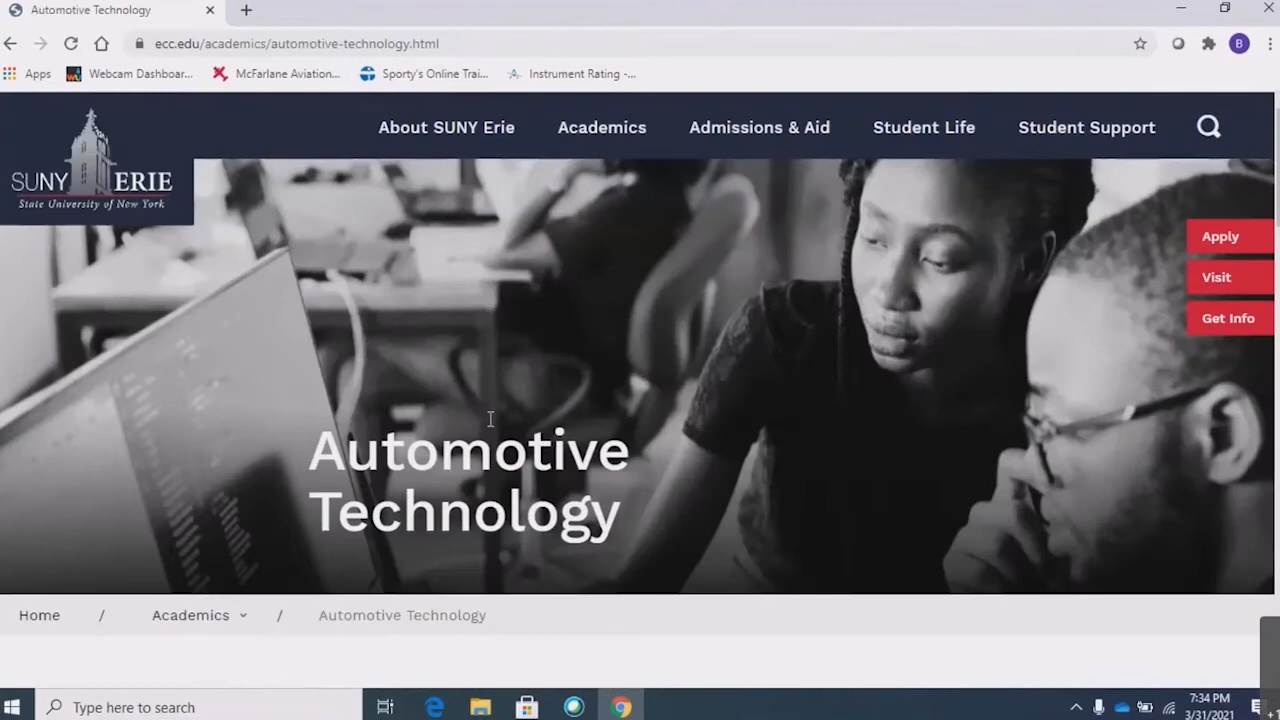 Automotive Technology
ecc.edu/academics/automotive-technology.html
B
Apps
Webcam Dashboar...
McFarlane Aviation...
Sporty's Online Trai...
Instrument Rating -...
About SUNY Erie
Academics
Admissions & Aid
Student Life
Student Support
SUNY ERIE
State University of New York
Apply
Visit
Get Info
Automotive
Technology
Home / Academics / Automotive Technology
Type here to search
7:34 PM
3/31/2021